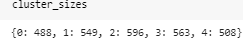 cluster_sizes
{0: 488, 1: 549, 2: 596, 3: 563, 4: 508}